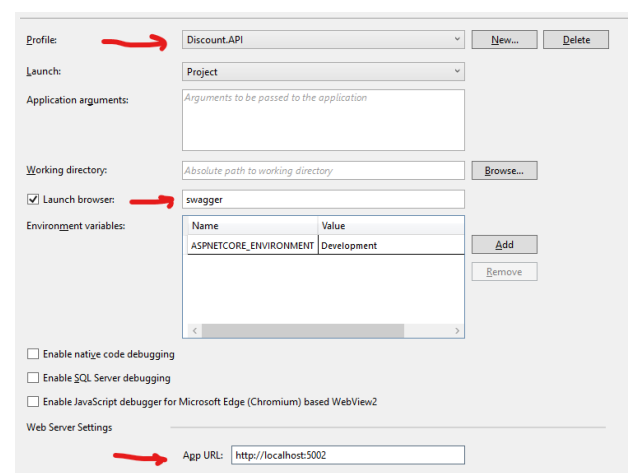 Profile: Discount.API New... Delete
Launch: Project
Application arguments: Arguments to be passed to the application
Working directory: Absolute path to working directory Browse...
Launch browser: swagger
Environment variables: Name Value
ASPNETCORE_ENVIRONMENT Development Add
Remove
Enable native code debugging
Enable SQL Server debugging
Enable JavaScript debugger for Microsoft Edge (Chromium) based WebView2
Web Server Settings
App URL: http://localhost:5002